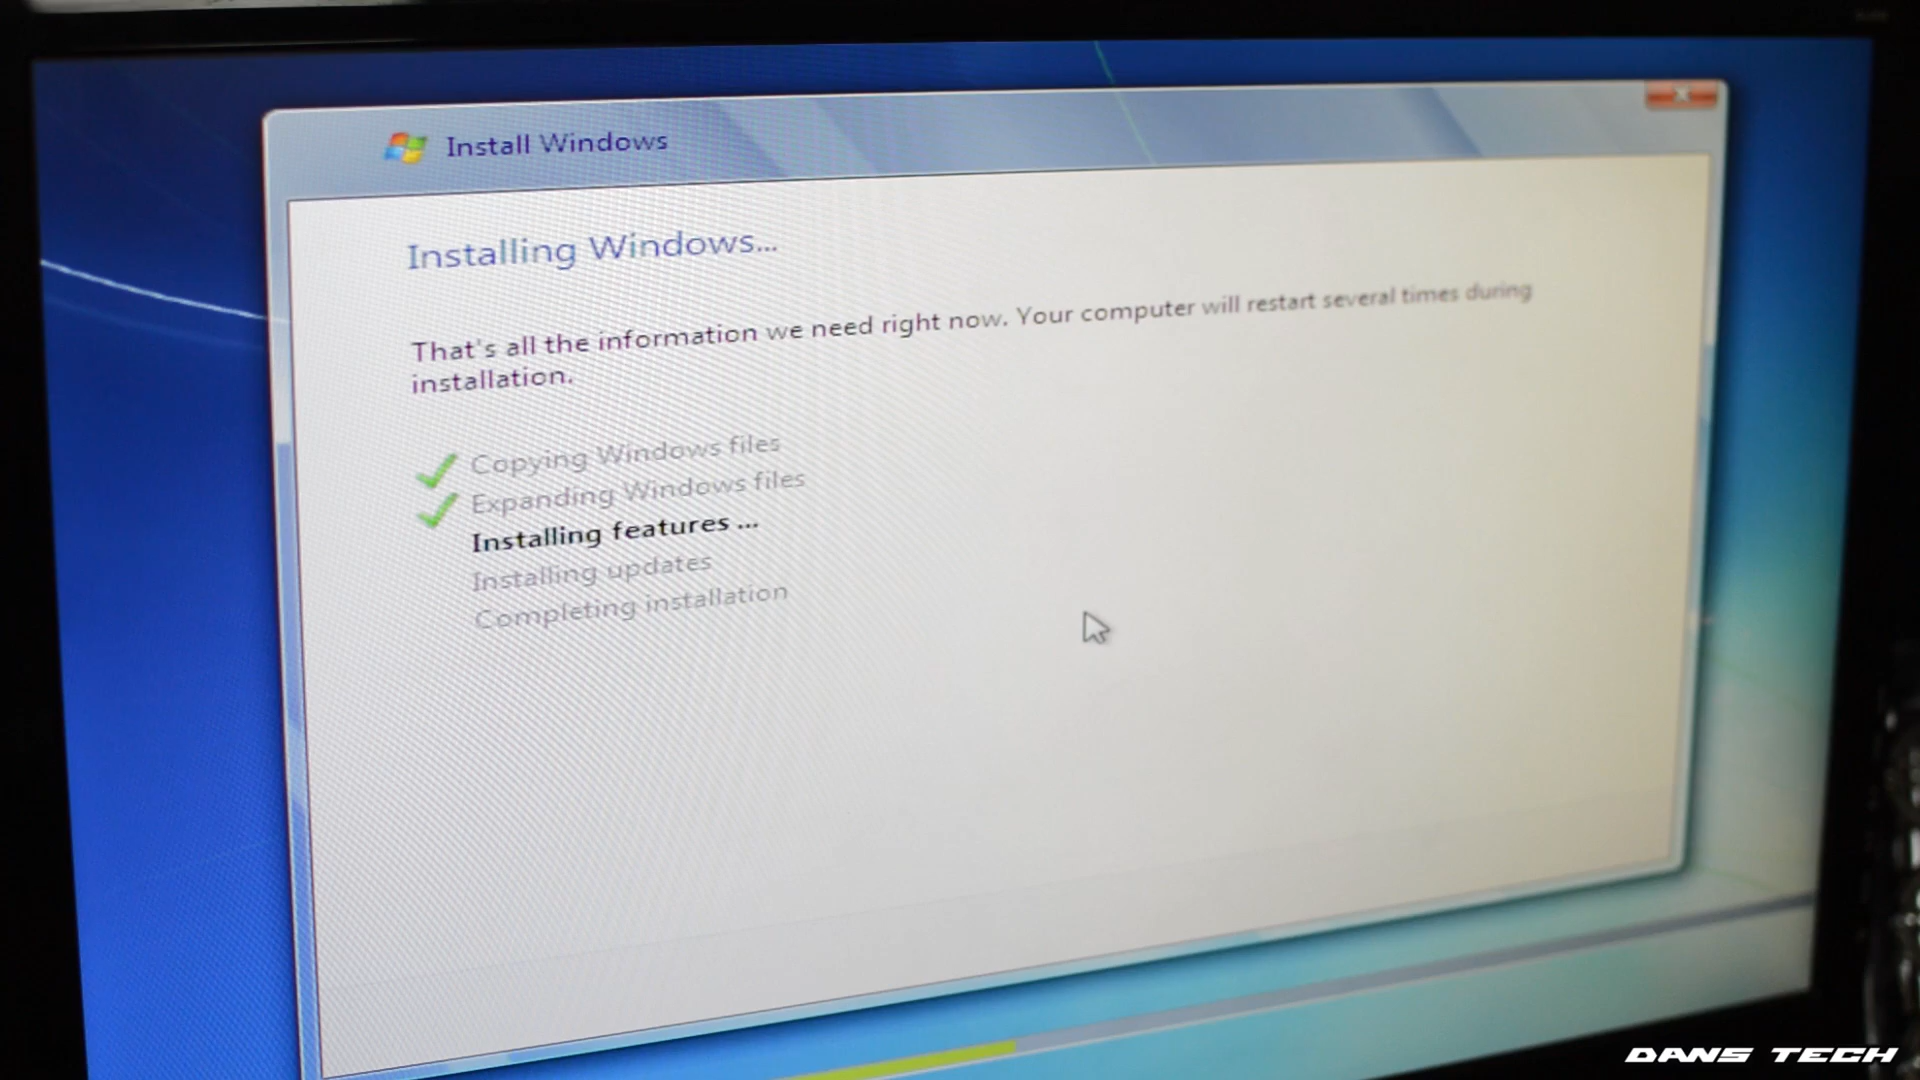 Install Windows
Installing Windows...
That's all the information we need right now. Your computer will restart several times during
installation.
Copying Windows files
Expanding Windows files
Installing features ...
Installing updates
Completing installation
DANS TECH